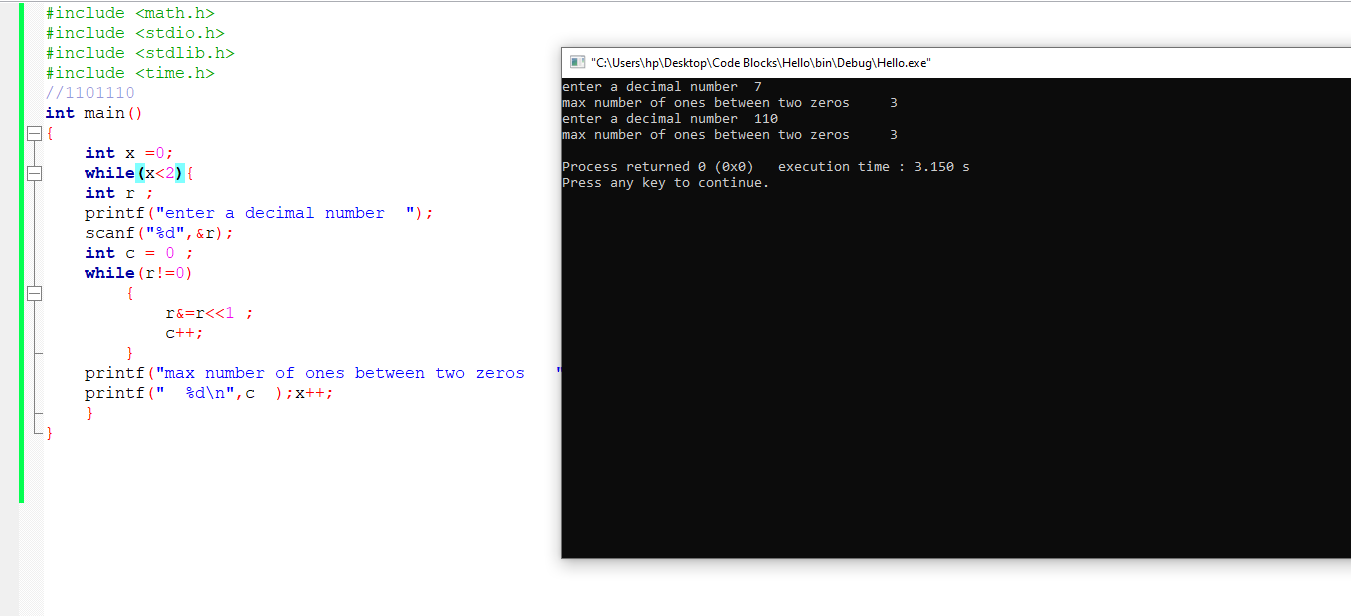 #include <math.h>
#include <stdio.h>
#include <stdlib.h>
#include <time.h>
//1101110
int main()
{
    int x =0;
    while(x<2){
    int r ;
    printf("enter a decimal number  ");
    scanf("%d",&r);
    int c = 0 ;
    while(r!=0)
        {
            r&=r<<1 ;
            c++;
        }
    printf("max number of ones between two zeros   "
    printf("  %d\n",c  );x++;
    }
}
"C:\Users\hp\Desktop\Code Blocks\Hello\bin\Debug\Hello.exe"
enter a decimal number  7
max number of ones between two zeros     3
enter a decimal number  110
max number of ones between two zeros     3
Process returned 0 (0x0)   execution time : 3.150 s
Press any key to continue.